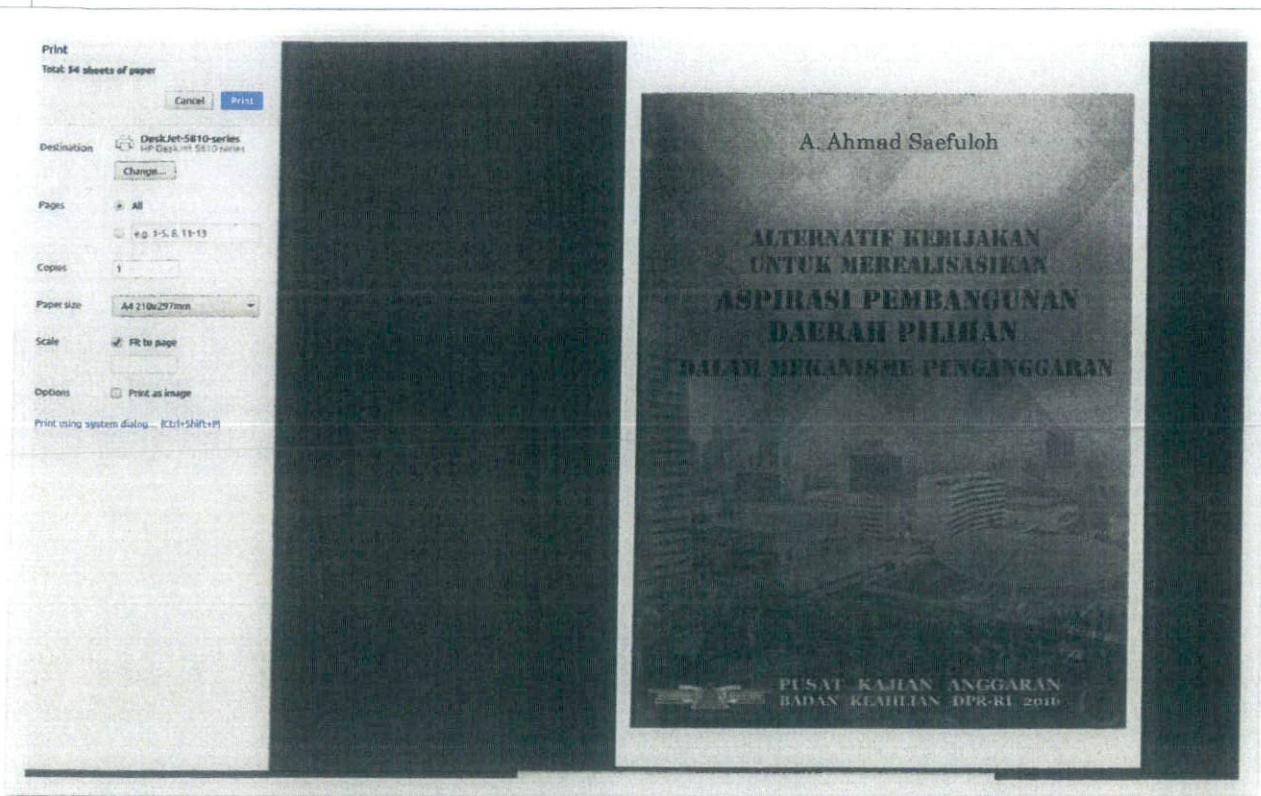 Print
Total: 54 sheets of paper
Cancel Print
Destination DeskJet-5810-series
HP DeskJet 5810 series
Change...
Pages All
e.g. 1-5, 8, 11-13
Copies 1
Paper size A4 210x297mm
Scale Fit to page
Options Print as image
Print using system dialog... (Ctrl+Shift+P)
A. Ahmad Saefuloh
ALTERNATIF KEBIJAKAN
UNTUK MEREALISASIKAN
ASPIRASI PEMBANGUNAN
DAERAH PILIHAN
DALAM MEKANISME PENGANGGARAN
PUSAT KAJIAN ANGGARAN
BADAN KEAHLIAN DPR-RI 2016